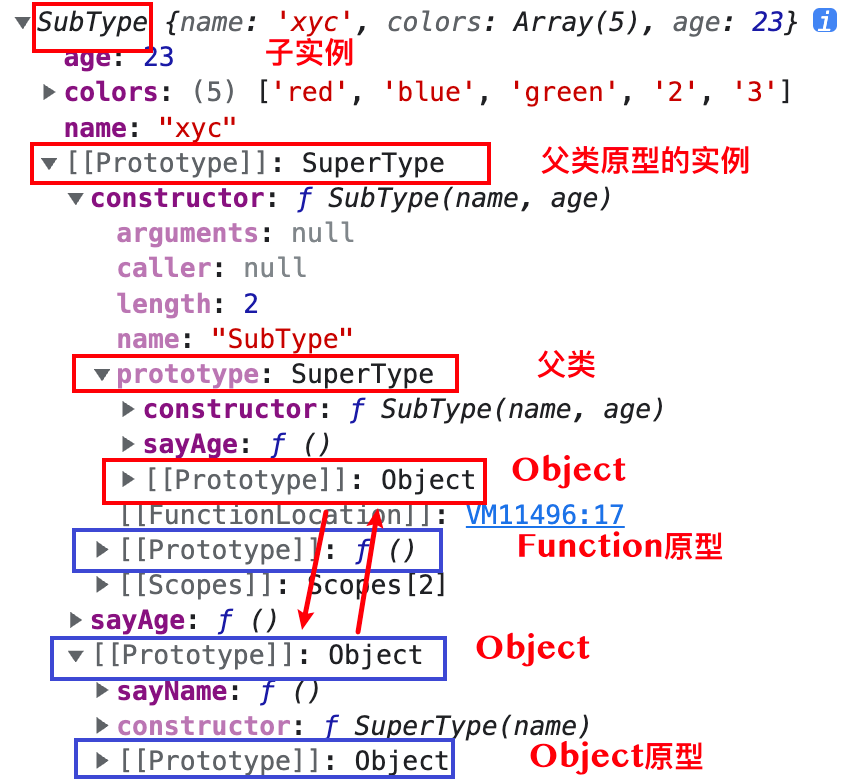 ▼SubType {name: 'xyc', colors: Array(5), age: 23} i
age: 23 子实例
▶colors: (5) ['red', 'blue', 'green', '2', '3']
name: "xyc"
▼[[Prototype]]: SuperType 父类原型的实例
▼constructor: ƒ SubType(name, age)
arguments: null
caller: null
length: 2
name: "SubType"
▼prototype: SuperType 父类
▶constructor: ƒ SubType(name, age)
▶sayAge: ƒ ()
▶[[Prototype]]: Object Object
[[FunctionLocation]]: VM11496:17
▶[[Prototype]]: ƒ () Function原型
▶[[Scopes]]: Scopes[2]
▶sayAge: ƒ ()
▼[[Prototype]]: Object Object
▶sayName: ƒ ()
▶constructor: ƒ SuperType(name)
▶[[Prototype]]: Object Object原型